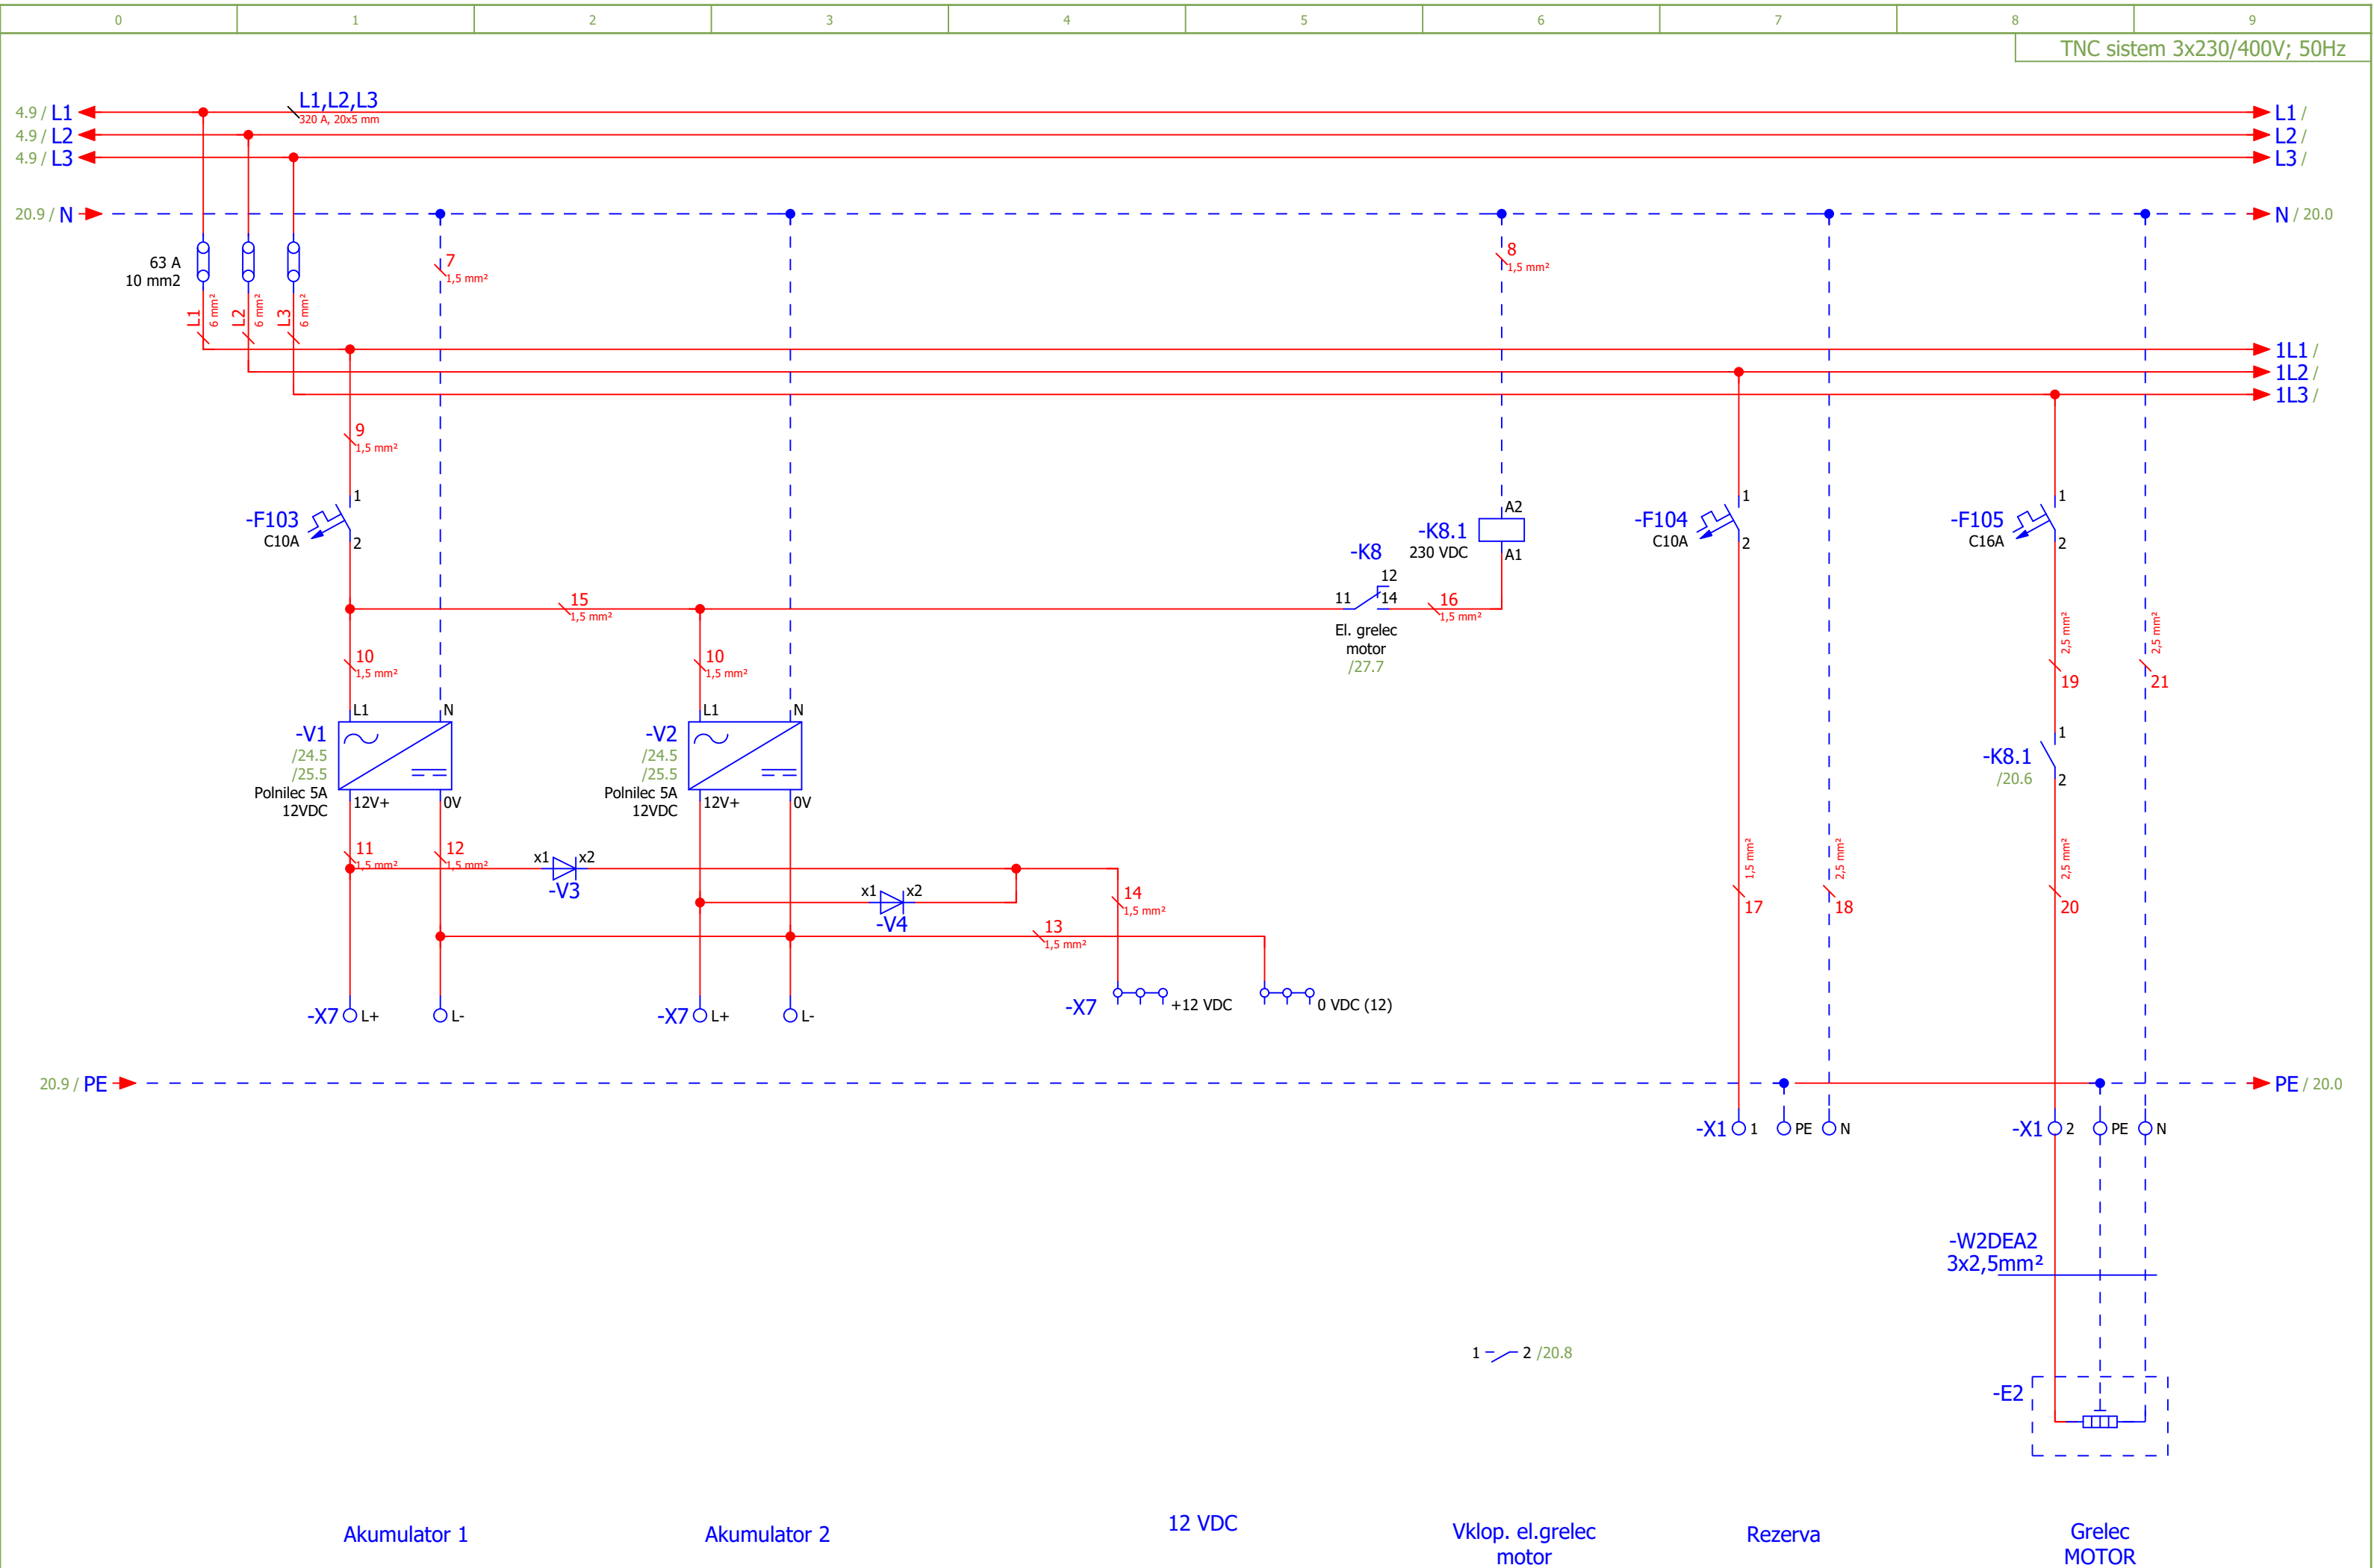 0 1 2 3 4 5 6 7 8 9
TNC sistem 3x230/400V; 50Hz
4.9 / L1
L1,L2,L3
320 A, 20x5 mm
L1 /
4.9 / L2
L2 /
4.9 / L3
L3 /
20.9 / N
N / 20.0
63 A
10 mm2
7
1,5 mm²
8
1,5 mm²
L1
6 mm²
L2
6 mm²
L3
6 mm²
1L1 /
1L2 /
1L3 /
9
1,5 mm²
-F103
C10A
1
2
-K8.1
230 VDC
A2
A1
-F104
C10A
1
2
-F105
C16A
1
2
-K8
12
11
14
El. grelec
motor
/27.7
15
1,5 mm²
16
1,5 mm²
10
1,5 mm²
10
1,5 mm²
2,5 mm²
19
2,5 mm²
21
-V1
/24.5
/25.5
Polnilec 5A
12VDC
L1
N
12V+
0V
-V2
/24.5
/25.5
Polnilec 5A
12VDC
L1
N
12V+
0V
-K8.1
/20.6
1
2
11
1,5 mm²
12
1,5 mm²
x1
x2
-V3
x1
x2
-V4
14
1,5 mm²
13
1,5 mm²
1,5 mm²
17
2,5 mm²
18
2,5 mm²
20
-X7
L+
L-
-X7
L+
L-
-X7
+12 VDC
0 VDC (12)
20.9 / PE
PE / 20.0
-X1
1
PE
N
-X1
2
PE
N
-W2DEA2
3x2,5mm²
1
2 /20.8
-E2
Akumulator 1
Akumulator 2
12 VDC
Vklop. el.grelec
motor
Rezerva
Grelec
MOTOR